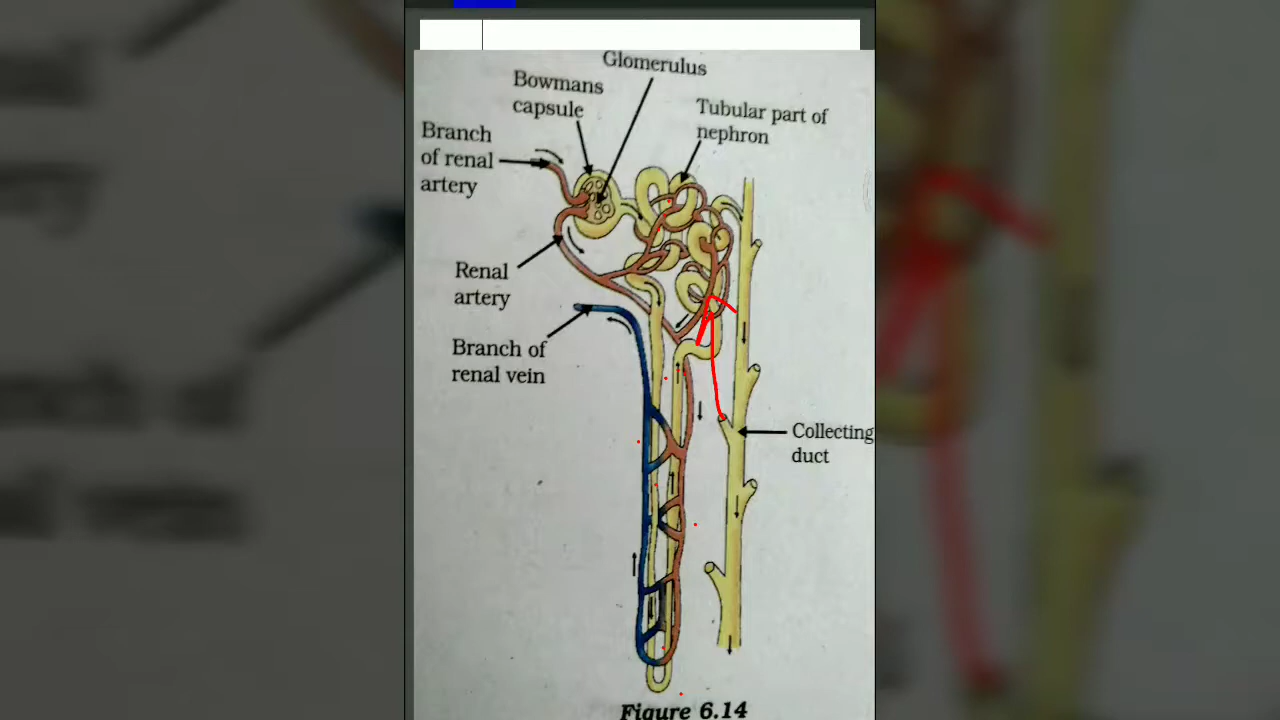 Glomerulus
Bowmans
capsule
Tubular part of
nephron
Branch
of renal
artery
Renal
artery
Branch of
renal vein
Collecting
duct
Figure 6.14